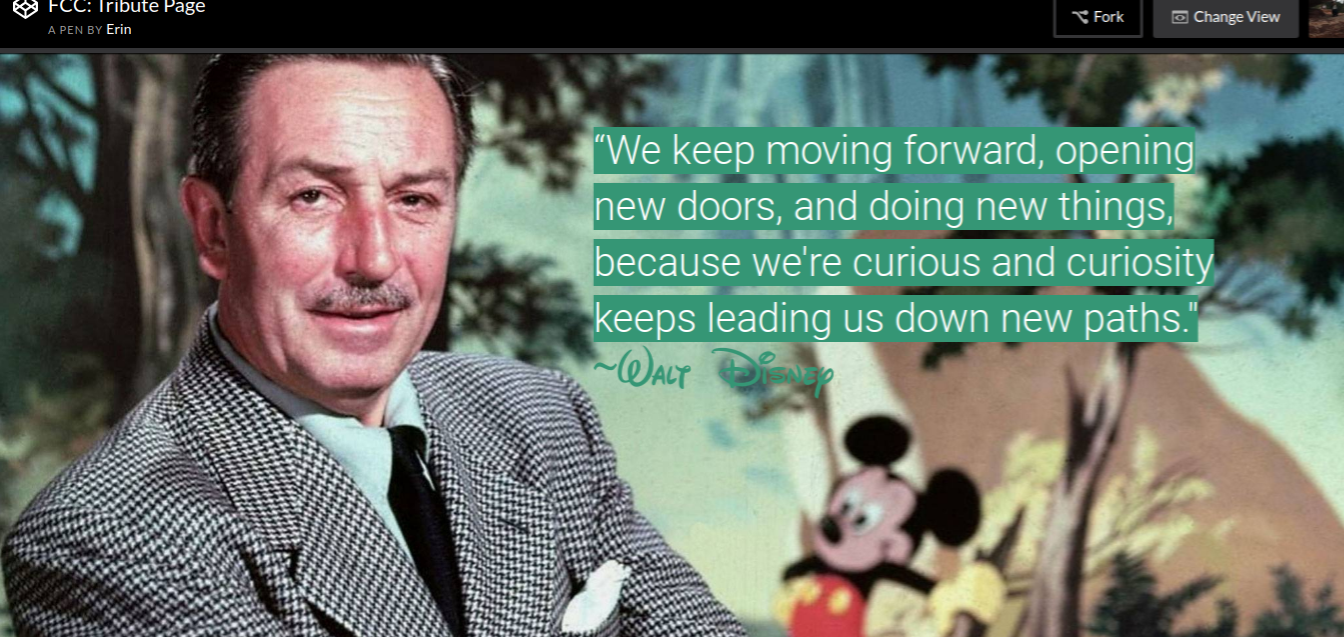 FCC: Tribute Page
A PEN BY Erin
Fork
Change View
“We keep moving forward, opening
new doors, and doing new things,
because we're curious and curiosity
keeps leading us down new paths."
~Walt Disney